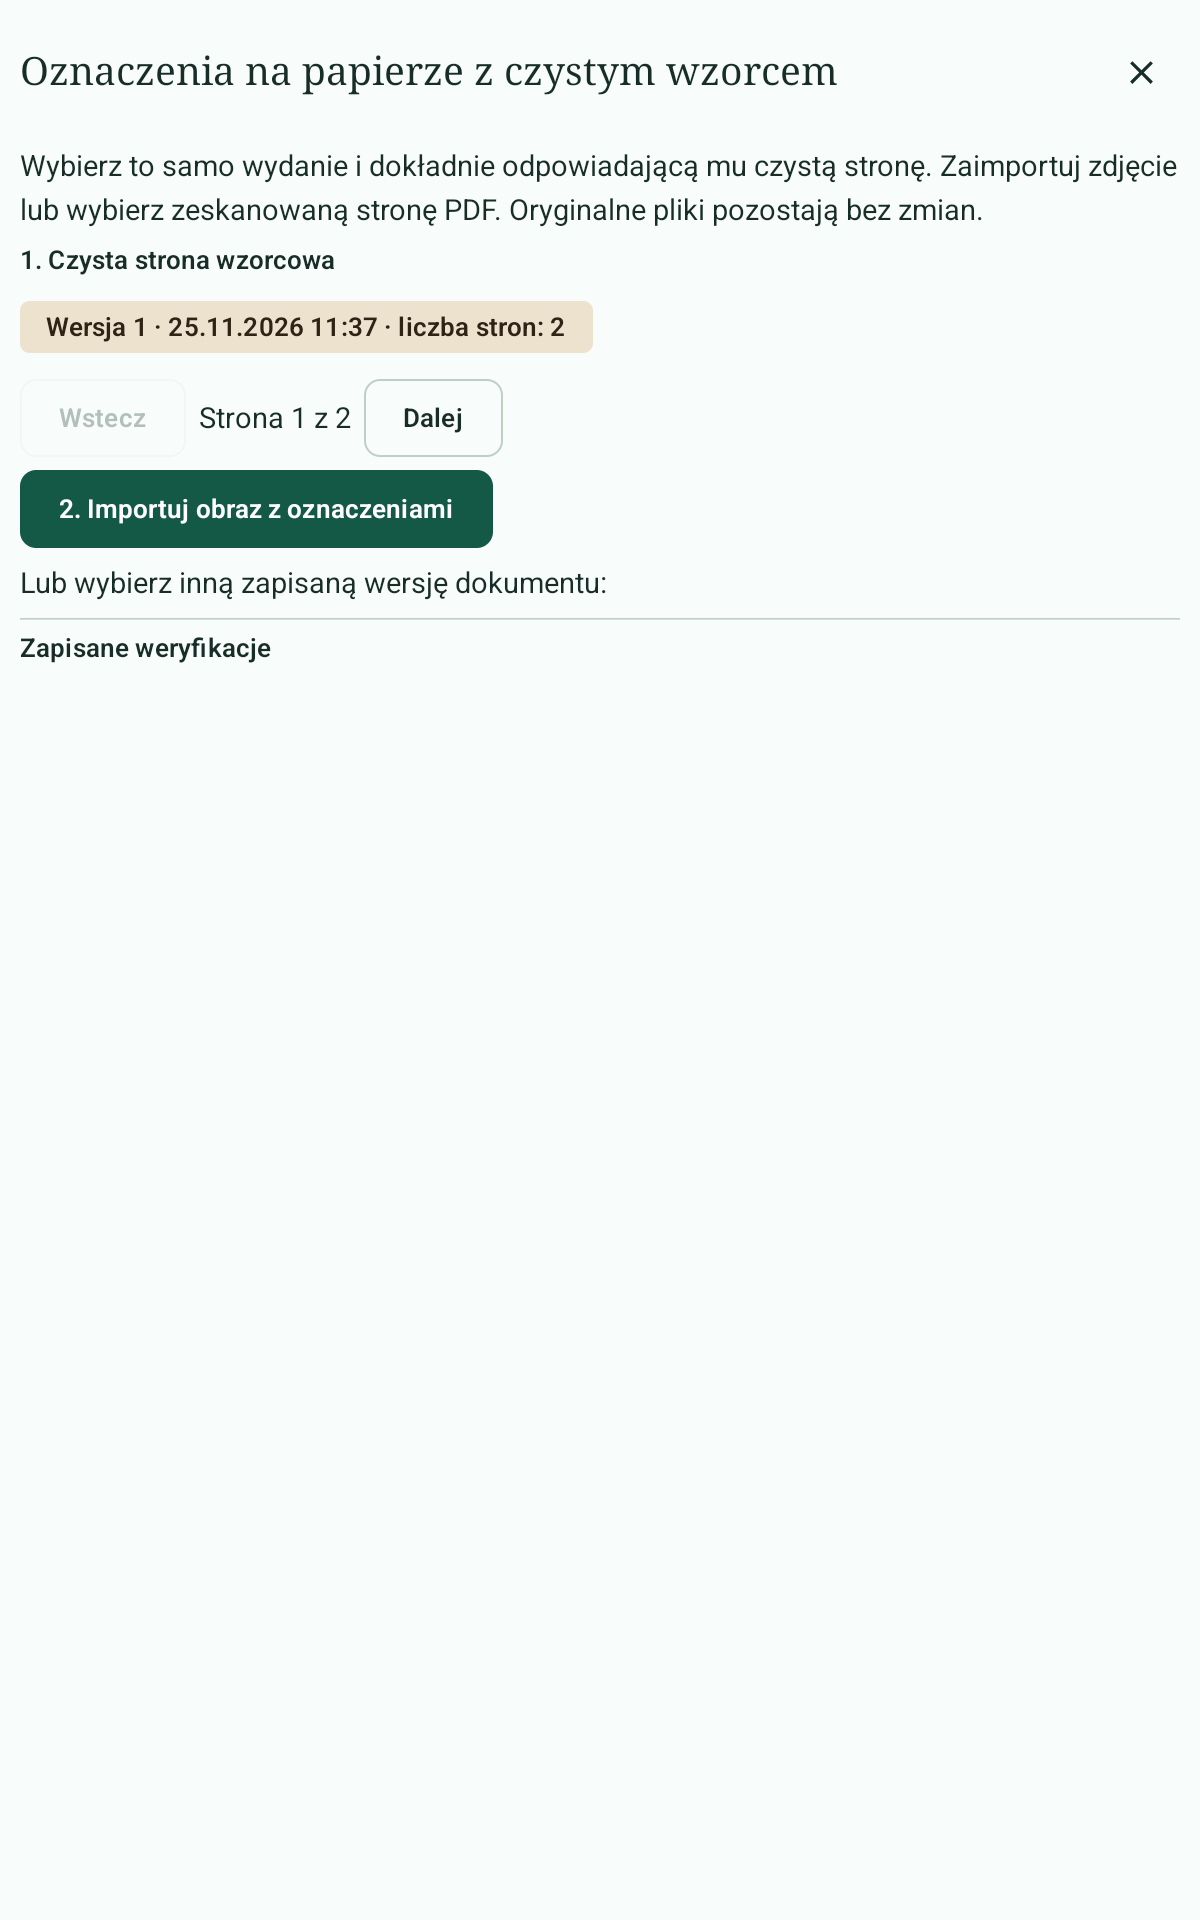 Oznaczenia na papierze z czystym wzorcem
Wybierz to samo wydanie i dokładnie odpowiadającą mu czystą stronę. Zaimportuj zdjęcie
lub wybierz zeskanowaną stronę PDF. Oryginalne pliki pozostają bez zmian.
1. Czysta strona wzorcowa
Wersja 1 · 25.11.2026 11:37 · liczba stron: 2
Wstecz Strona 1 z 2 Dalej
2. Importuj obraz z oznaczeniami
Lub wybierz inną zapisaną wersję dokumentu:
Zapisane weryfikacje